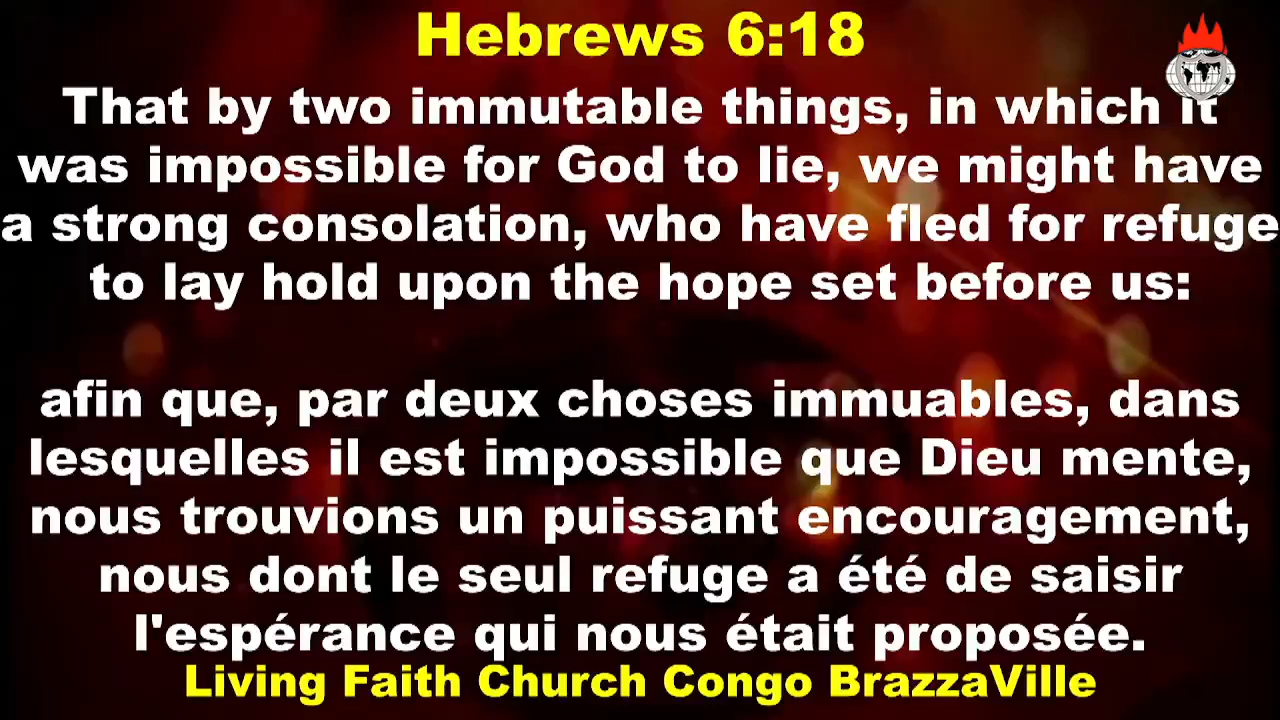 Hebrews 6:18
That by two immutable things, in which it
was impossible for God to lie, we might have
a strong consolation, who have fled for refuge
to lay hold upon the hope set before us:
afin que, par deux choses immuables, dans
lesquelles il est impossible que Dieu mente,
nous trouvions un puissant encouragement,
nous dont le seul refuge a été de saisir
l'espérance qui nous était proposée.
Living Faith Church Congo BrazzaVille